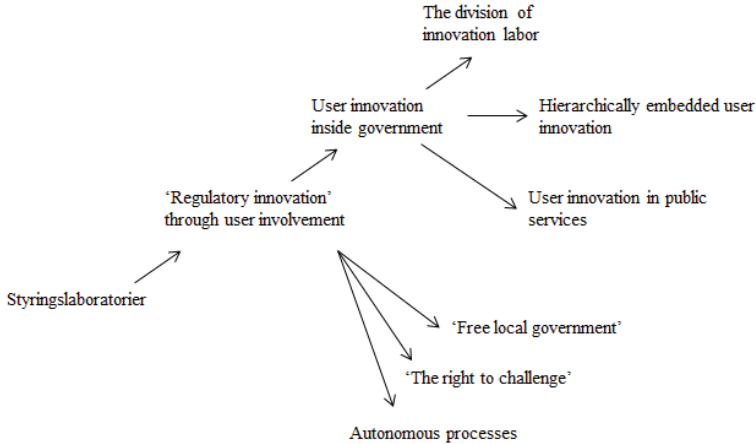 The division of
innovation labor
User innovation
inside government
Hierarchically embedded user
innovation
‘Regulatory innovation’
through user involvement
User innovation in public
services
Styringslaboratorier
‘Free local government’
‘The right to challenge’
Autonomous processes